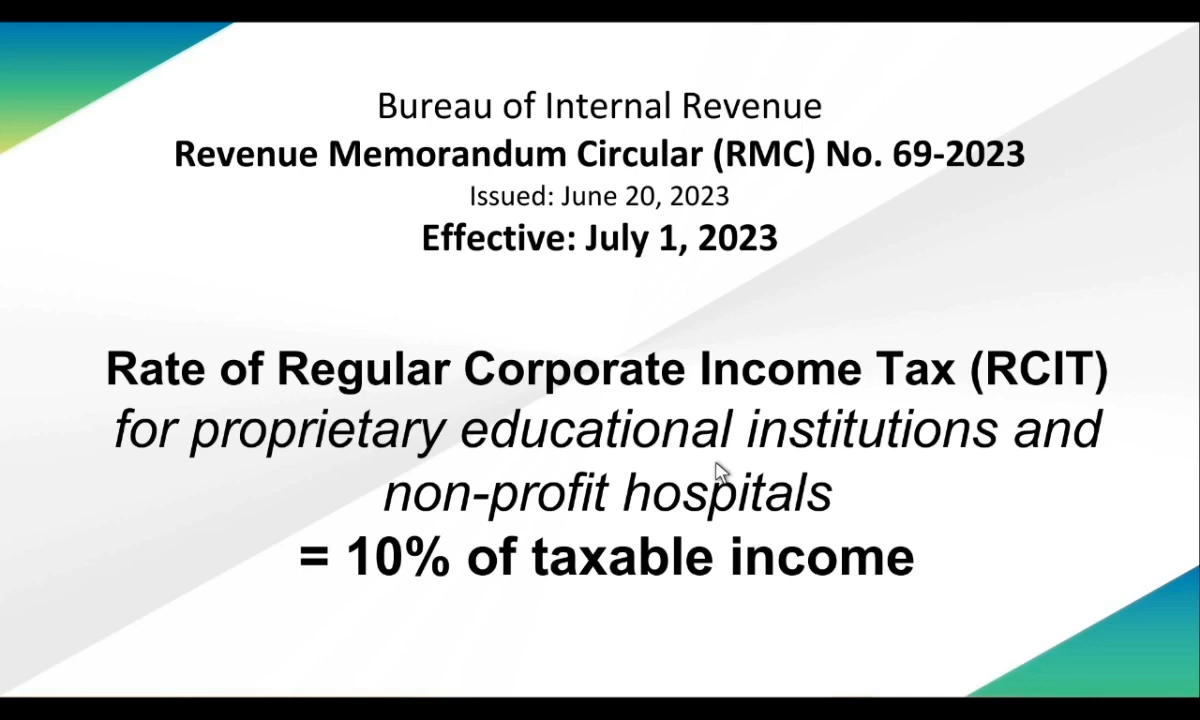 Bureau of Internal Revenue
Revenue Memorandum Circular (RMC) No. 69-2023
Issued: June 20, 2023
Effective: July 1, 2023
Rate of Regular Corporate Income Tax (RCIT)
for proprietary educational institutions and
non-profit hospitals
= 10% of taxable income